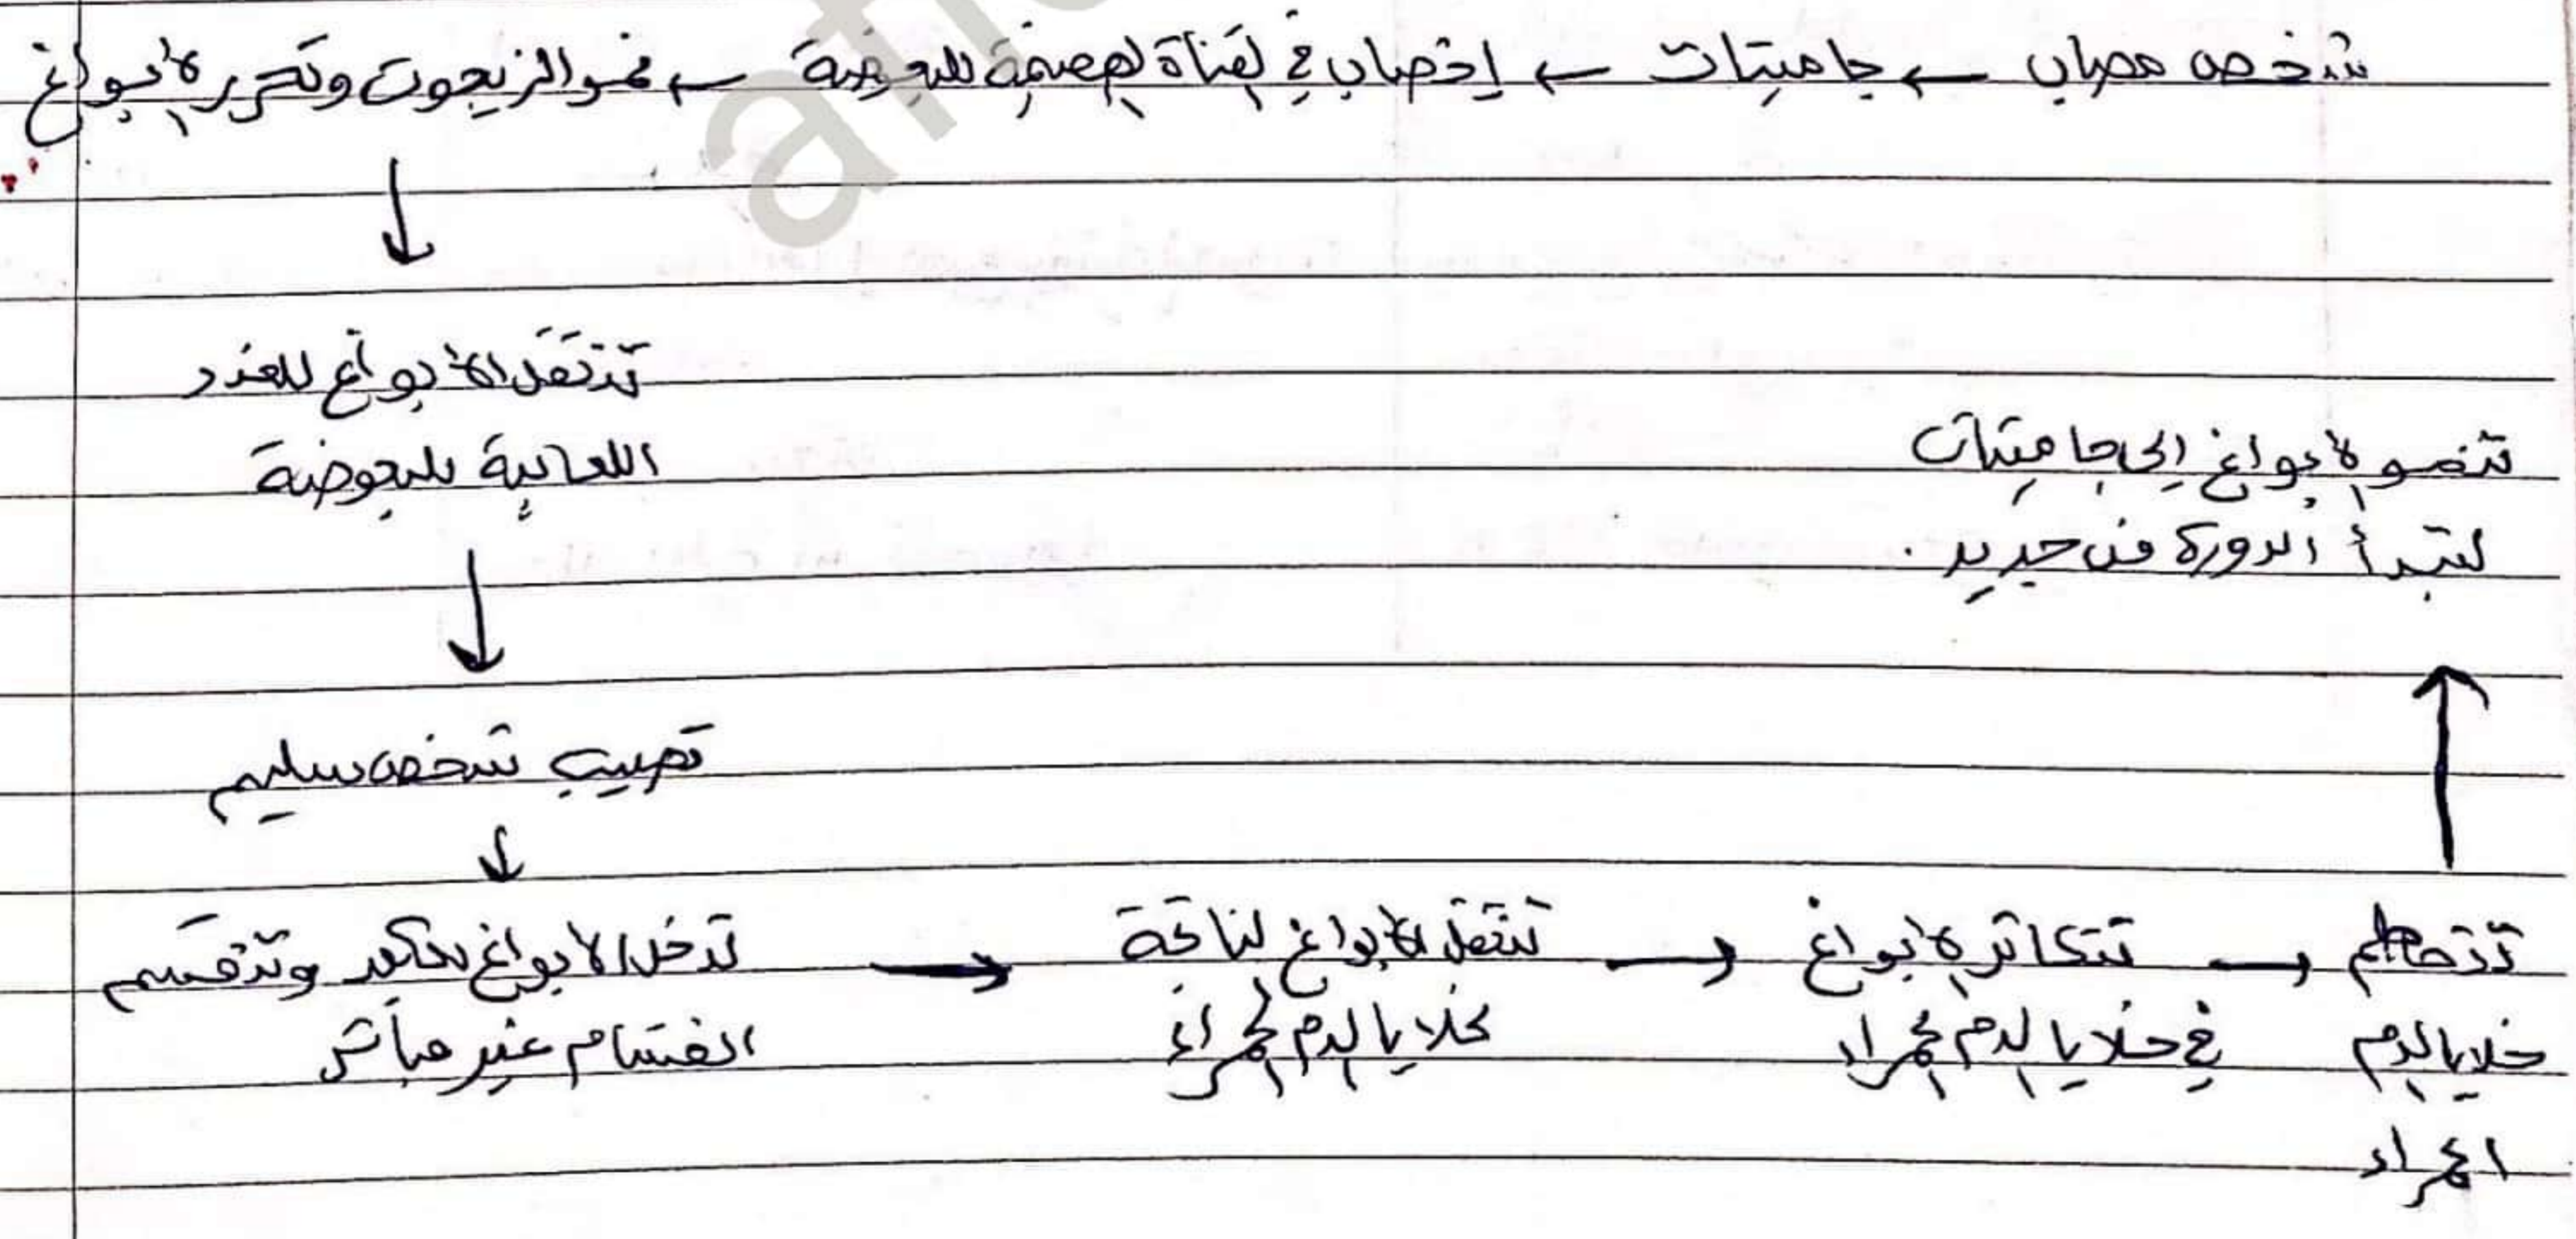 شخص مصاب ← جاميتات ← إخصاب في القناة الهضمية للبعوضة ← نمو الزيجوت وتحرر الأبواغ
↓
تنتقل الأبواغ للغدد
اللعابية للبعوضة
↓
تصيب شخص سليم
↓
تدخل الأبواغ للكبد وتنقسم
انقسام غير مباشر
→
تنتقل الأبواغ لناتجة
لخلايا الدم الحمراء
→
تتكاثر الأبواغ
في خلايا الدم الحمراء
→
تتحطم
خلايا الدم
الحمراء
↑
تنمو الأبواغ إلى جاميتات
لتبدأ الدورة من جديد .